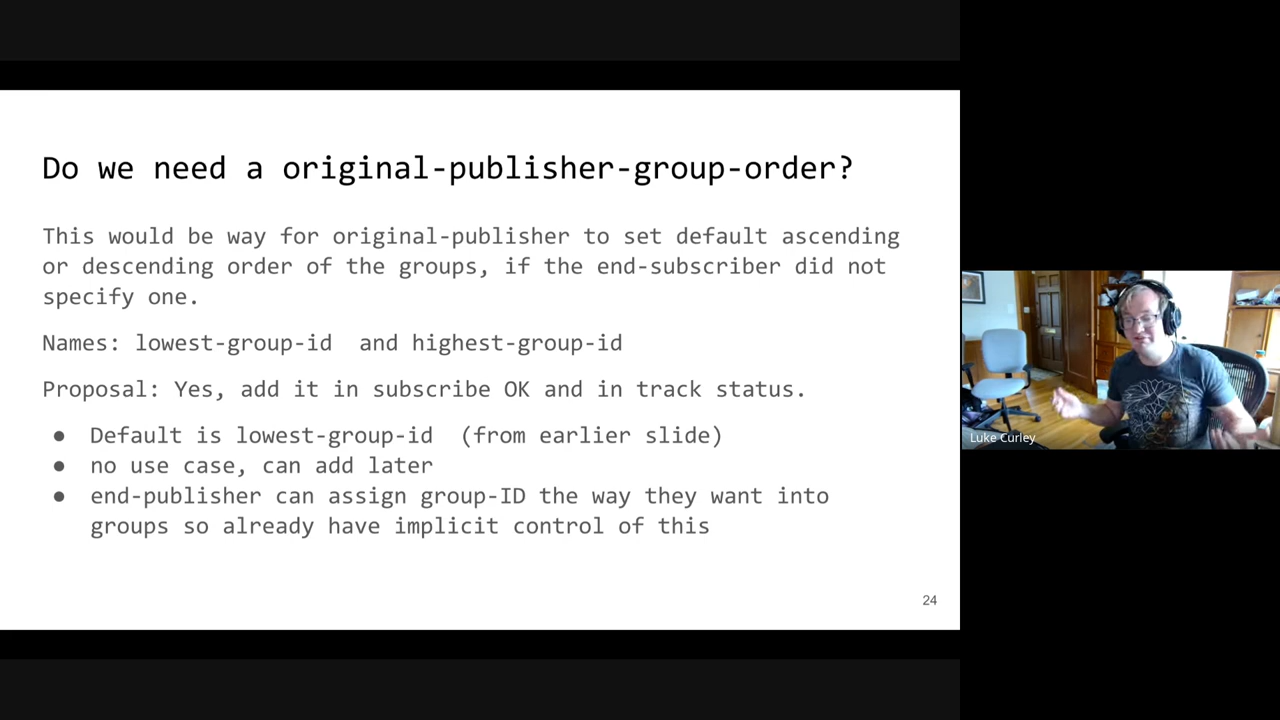 Do we need a original-publisher-group-order?
This would be way for original-publisher to set default ascending
or descending order of the groups, if the end-subscriber did not
specify one.
Names: lowest-group-id and highest-group-id
Proposal: Yes, add it in subscribe OK and in track status.
● Default is lowest-group-id (from earlier slide)
● no use case, can add later
● end-publisher can assign group-ID the way they want into
groups so already have implicit control of this
24
Luke Curley